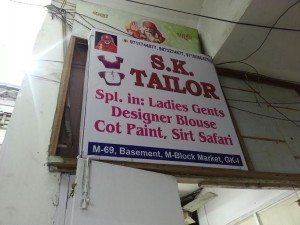 S.K.
TAILOR
Spl. in: Ladies Gents
Designer Blouse
Cot Paint, Sirt Safari
M-69, Basement, M-Block Market, GK-I